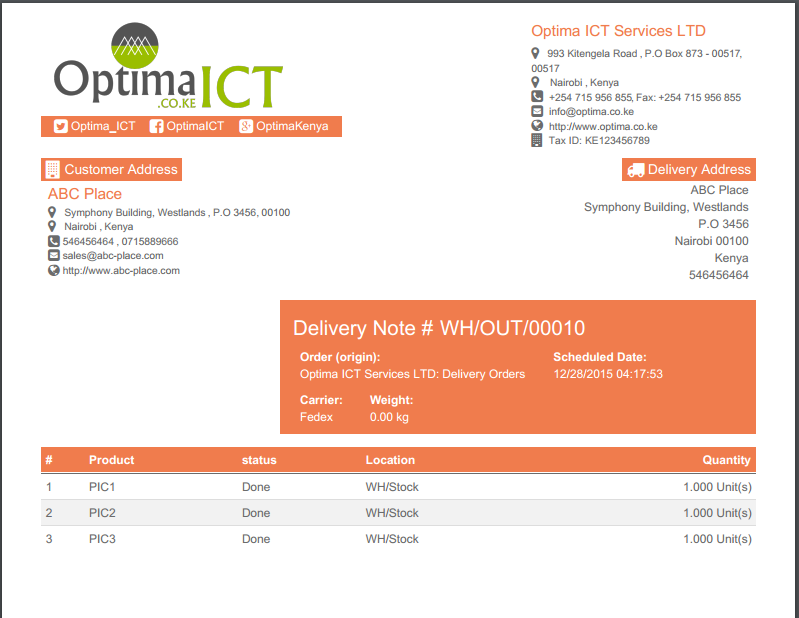 OptimaICT
.CO.KE
Optima_ICT OptimaICT OptimaKenya
Optima ICT Services LTD
993 Kitengela Road , P.O Box 873 - 00517,
00517
Nairobi , Kenya
+254 715 956 855, Fax: +254 715 956 855
info@optima.co.ke
http://www.optima.co.ke
Tax ID: KE123456789
Customer Address
ABC Place
Symphony Building, Westlands , P.O 3456, 00100
Nairobi , Kenya
546456464 , 0715889666
sales@abc-place.com
http://www.abc-place.com
Delivery Address
ABC Place
Symphony Building, Westlands
P.O 3456
Nairobi 00100
Kenya
546456464
Delivery Note # WH/OUT/00010
Order (origin): Scheduled Date:
Optima ICT Services LTD: Delivery Orders 12/28/2015 04:17:53
Carrier: Weight:
Fedex 0.00 kg
# Product status Location Quantity
1 PIC1 Done WH/Stock 1.000 Unit(s)
2 PIC2 Done WH/Stock 1.000 Unit(s)
3 PIC3 Done WH/Stock 1.000 Unit(s)